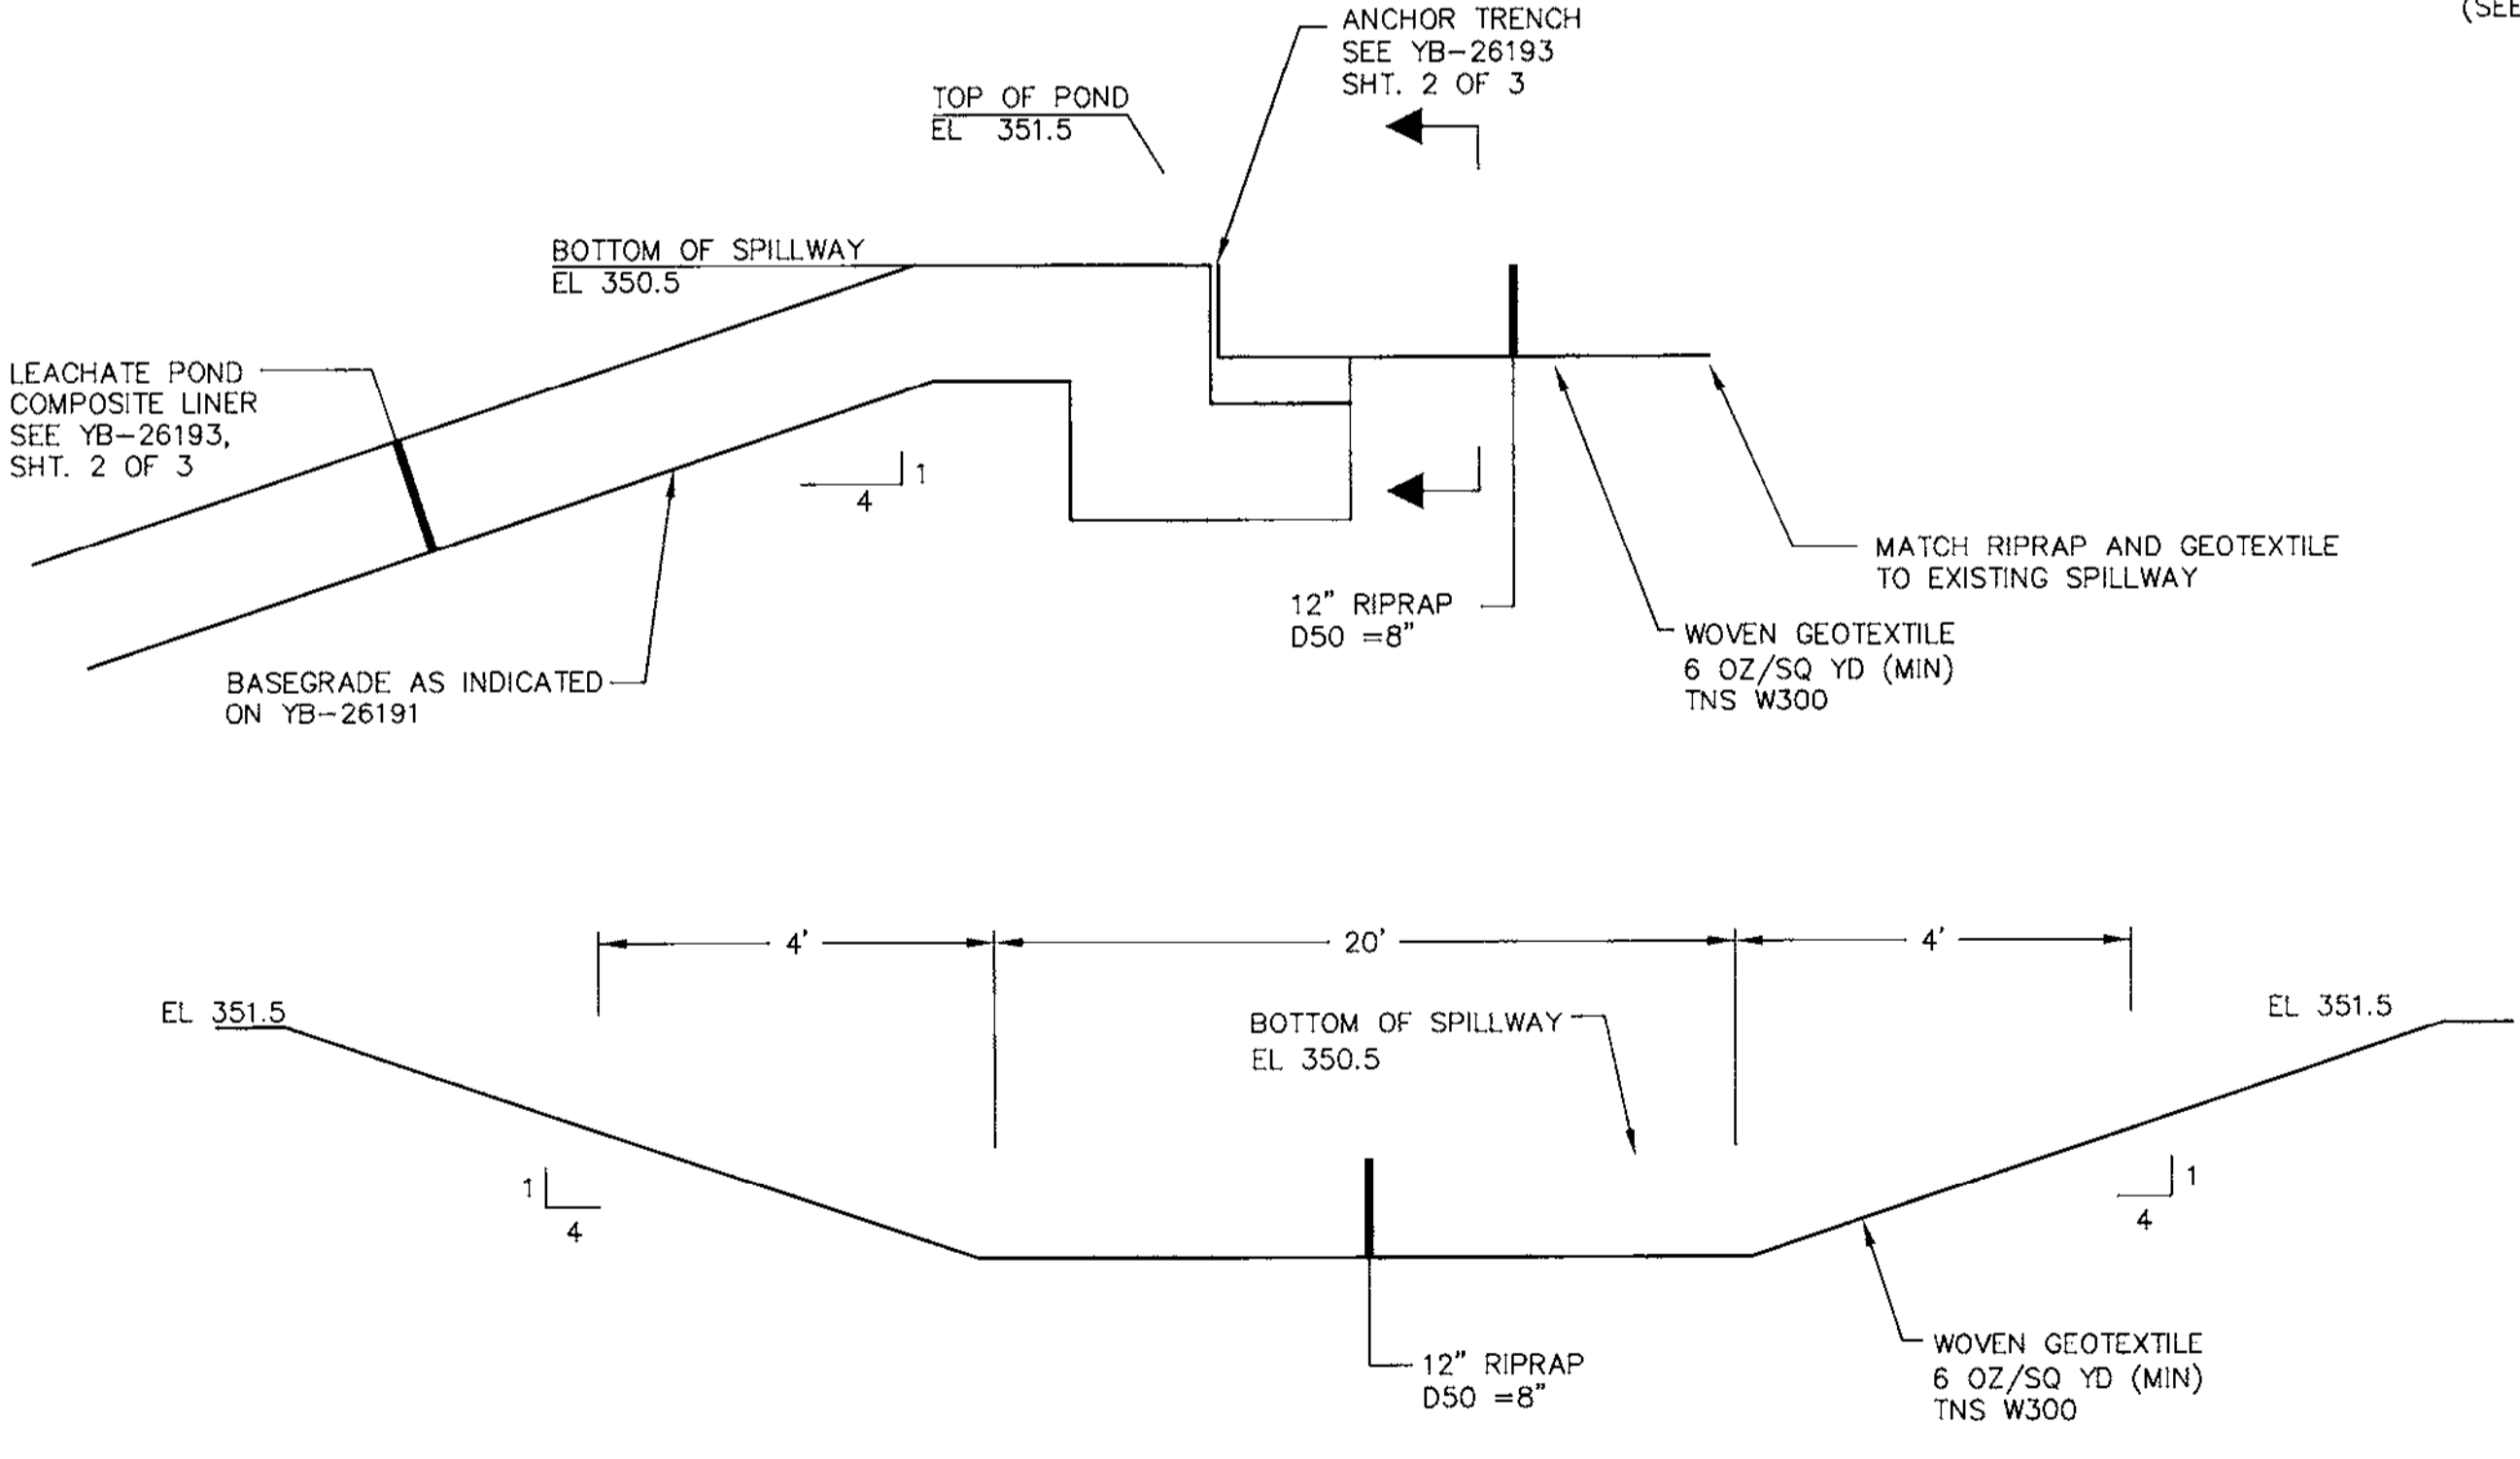 (SEE
ANCHOR TRENCH
SEE YB-26193
SHT. 2 OF 3
TOP OF POND
EL 351.5
BOTTOM OF SPILLWAY
EL 350.5
LEACHATE POND
COMPOSITE LINER
SEE YB-26193,
SHT. 2 OF 3
1
4
MATCH RIPRAP AND GEOTEXTILE
TO EXISTING SPILLWAY
12" RIPRAP
D50 =8"
WOVEN GEOTEXTILE
6 OZ/SQ YD (MIN)
TNS W300
BASEGRADE AS INDICATED
ON YB-26191
4'
20'
4'
EL 351.5
BOTTOM OF SPILLWAY
EL 350.5
EL 351.5
1
4
1
4
12" RIPRAP
D50 =8"
WOVEN GEOTEXTILE
6 OZ/SQ YD (MIN)
TNS W300